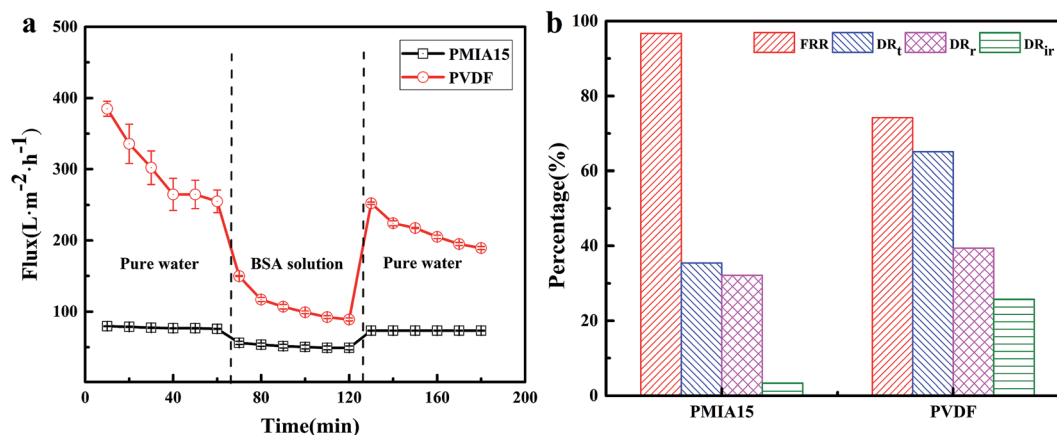 a
500
400
300
200
100
0
Flux(L·m⁻²·h⁻¹)
PMIA15
PVDF
Pure water
BSA solution
Pure water
0
40
80
120
160
200
Time(min)
b
100
80
60
40
20
0
Percentage(%)
FRR
DRt
DRr
DRir
PMIA15
PVDF